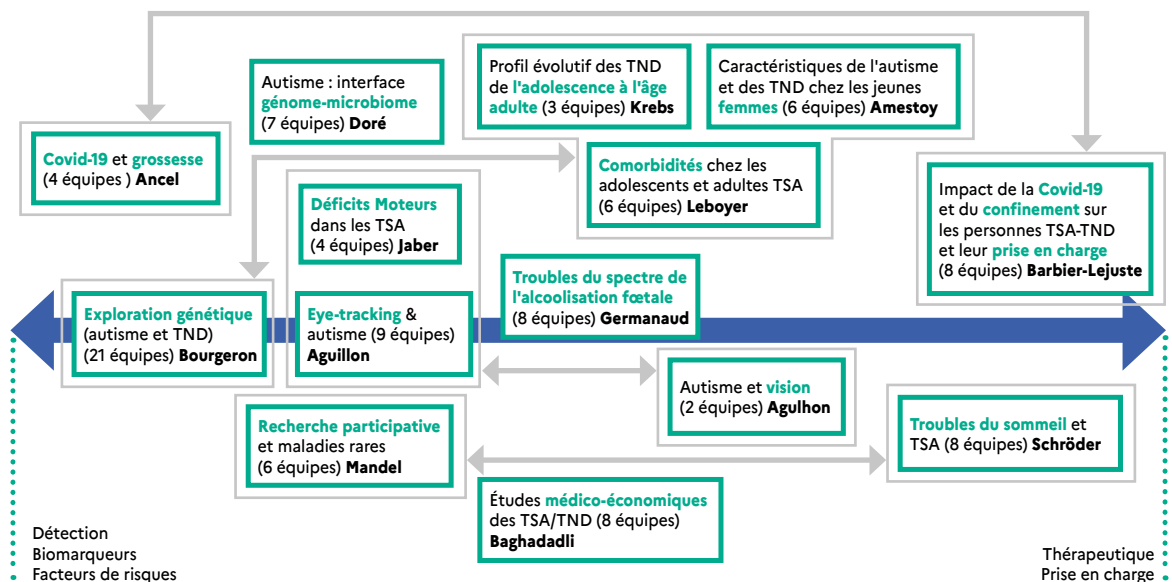 Autisme : interface
génome-microbiome
(7 équipes) Doré
Profil évolutif des TND
de l'adolescence à l'âge
adulte (3 équipes) Krebs
Caractéristiques de l'autisme
et des TND chez les jeunes
femmes (6 équipes) Amestoy
Covid-19 et grossesse
(4 équipes ) Ancel
Comorbidités chez les
adolescents et adultes TSA
(6 équipes) Leboyer
Impact de la Covid-19
et du confinement sur
les personnes TSA-TND
et leur prise en charge
(8 équipes) Barbier-Lejuste
Déficits Moteurs
dans les TSA
(4 équipes) Jaber
Troubles du spectre de
l'alcoolisation fœtale
(8 équipes) Germanaud
Exploration génétique
(autisme et TND)
(21 équipes) Bourgeron
Eye-tracking &
autisme (9 équipes)
Aguillon
Autisme et vision
(2 équipes) Agulhon
Recherche participative
et maladies rares
(6 équipes) Mandel
Troubles du sommeil et
TSA (8 équipes) Schröder
Études médico-économiques
des TSA/TND (8 équipes)
Baghadadli
Détection
Biomarqueurs
Facteurs de risques
Thérapeutique
Prise en charge